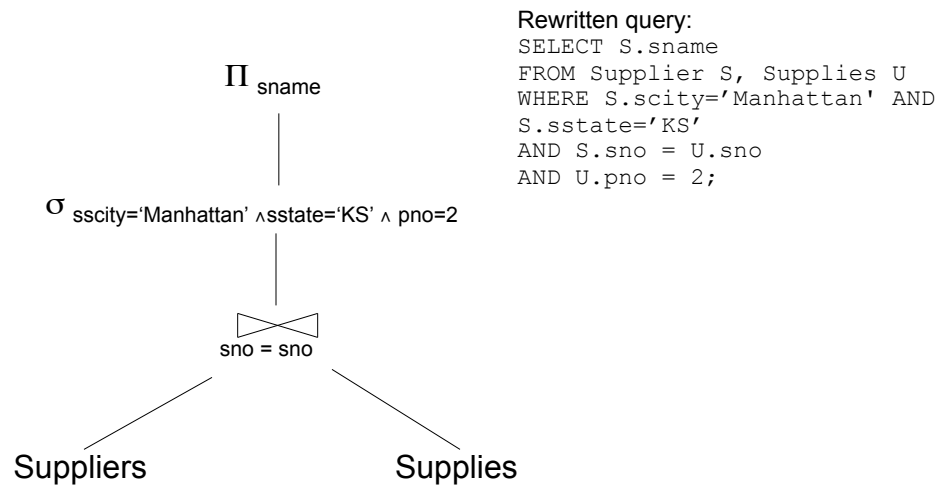 Rewritten query:
SELECT S.sname
FROM Supplier S, Supplies U
WHERE S.scity=’Manhattan' AND
S.sstate=’KS’
AND S.sno = U.sno
AND U.pno = 2;
Π sname
σ sscity=‘Manhattan’ ∧sstate=‘KS’ ∧ pno=2
sno = sno
Suppliers Supplies